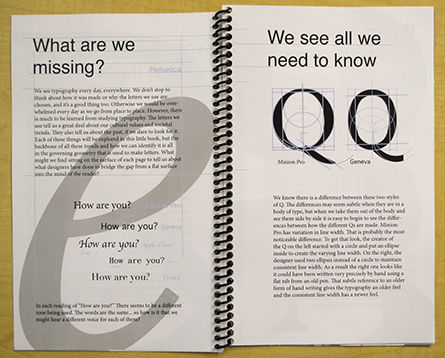 What are we
missing?
Helvetica
We see typography every day, everywhere. We don't stop to
think about how it was made or why the letters we use are
chosen, and it's a good thing too. Otherwise we would be over-
whelmed every day as we go from place to place. However, there
is much to be learned from studying typography. The letters we
use tell us a great deal about our cultural values and societal
trends. They also tell us about the past, if we dare to look for it.
Each of these things will be explored in this little book, but the
backbone of all these trends and how we can identify it is all
in the governing geometry that is used to make letters. What
might we find sitting on the surface of each page to tell us about
what designers have done to bridge the gap from a flat surface
into the mind of the reader?
How are you?
How are you?
How are you?
How are you?
How are you?
In each reading of "How are you!?" There seems to be a different
tone being used. The words are the same... so how is it that we
might hear a different voice for each of them?
We see all we
need to know
QQ
Minion Pro
Geneva
We know there is a difference between these two styles
of Q. The differences may seem subtle when they are in a
body of type, but when we take them out of the body and
see them side by side it is easy to begin to see the differ-
ences between how the different Qs are made. Minion
Pro has variation in line width. That is probably the most
noticeable difference. To get that look, the creator of
the Q on the left started with a circle and put an ellipse
inside to create the varying line width. On the right, the
designer used two ellipses instead of a circle to maintain
consistent line width. As a result the right one looks like
it could have been written very precisely by hand using a
flat nib from an old pen. That subtle reference to an older
form of hand writing gives the typography an older feel
and the consistent line width has a newer feel.